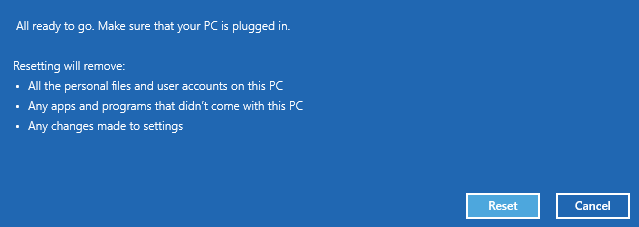 All ready to go. Make sure that your PC is plugged in.
Resetting will remove:
• All the personal files and user accounts on this PC
• Any apps and programs that didn't come with this PC
• Any changes made to settings
Reset Cancel